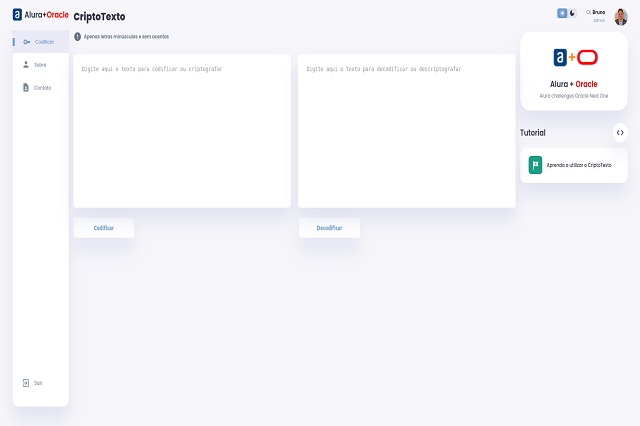 Alura+Oracle
CriptoTexto
Oi, Bruno
Admin
Apenas letras minúsculas e sem acentos
Codificar
Sobre
Contato
Sair
Digite aqui o texto para codificar ou criptografar
Digite aqui o texto para decodificar ou descriptografar
Codificar
Decodificar
Alura + Oracle
Alura challenges Oracle Next One
Tutorial
Aprenda a utilizar o CriptoTexto